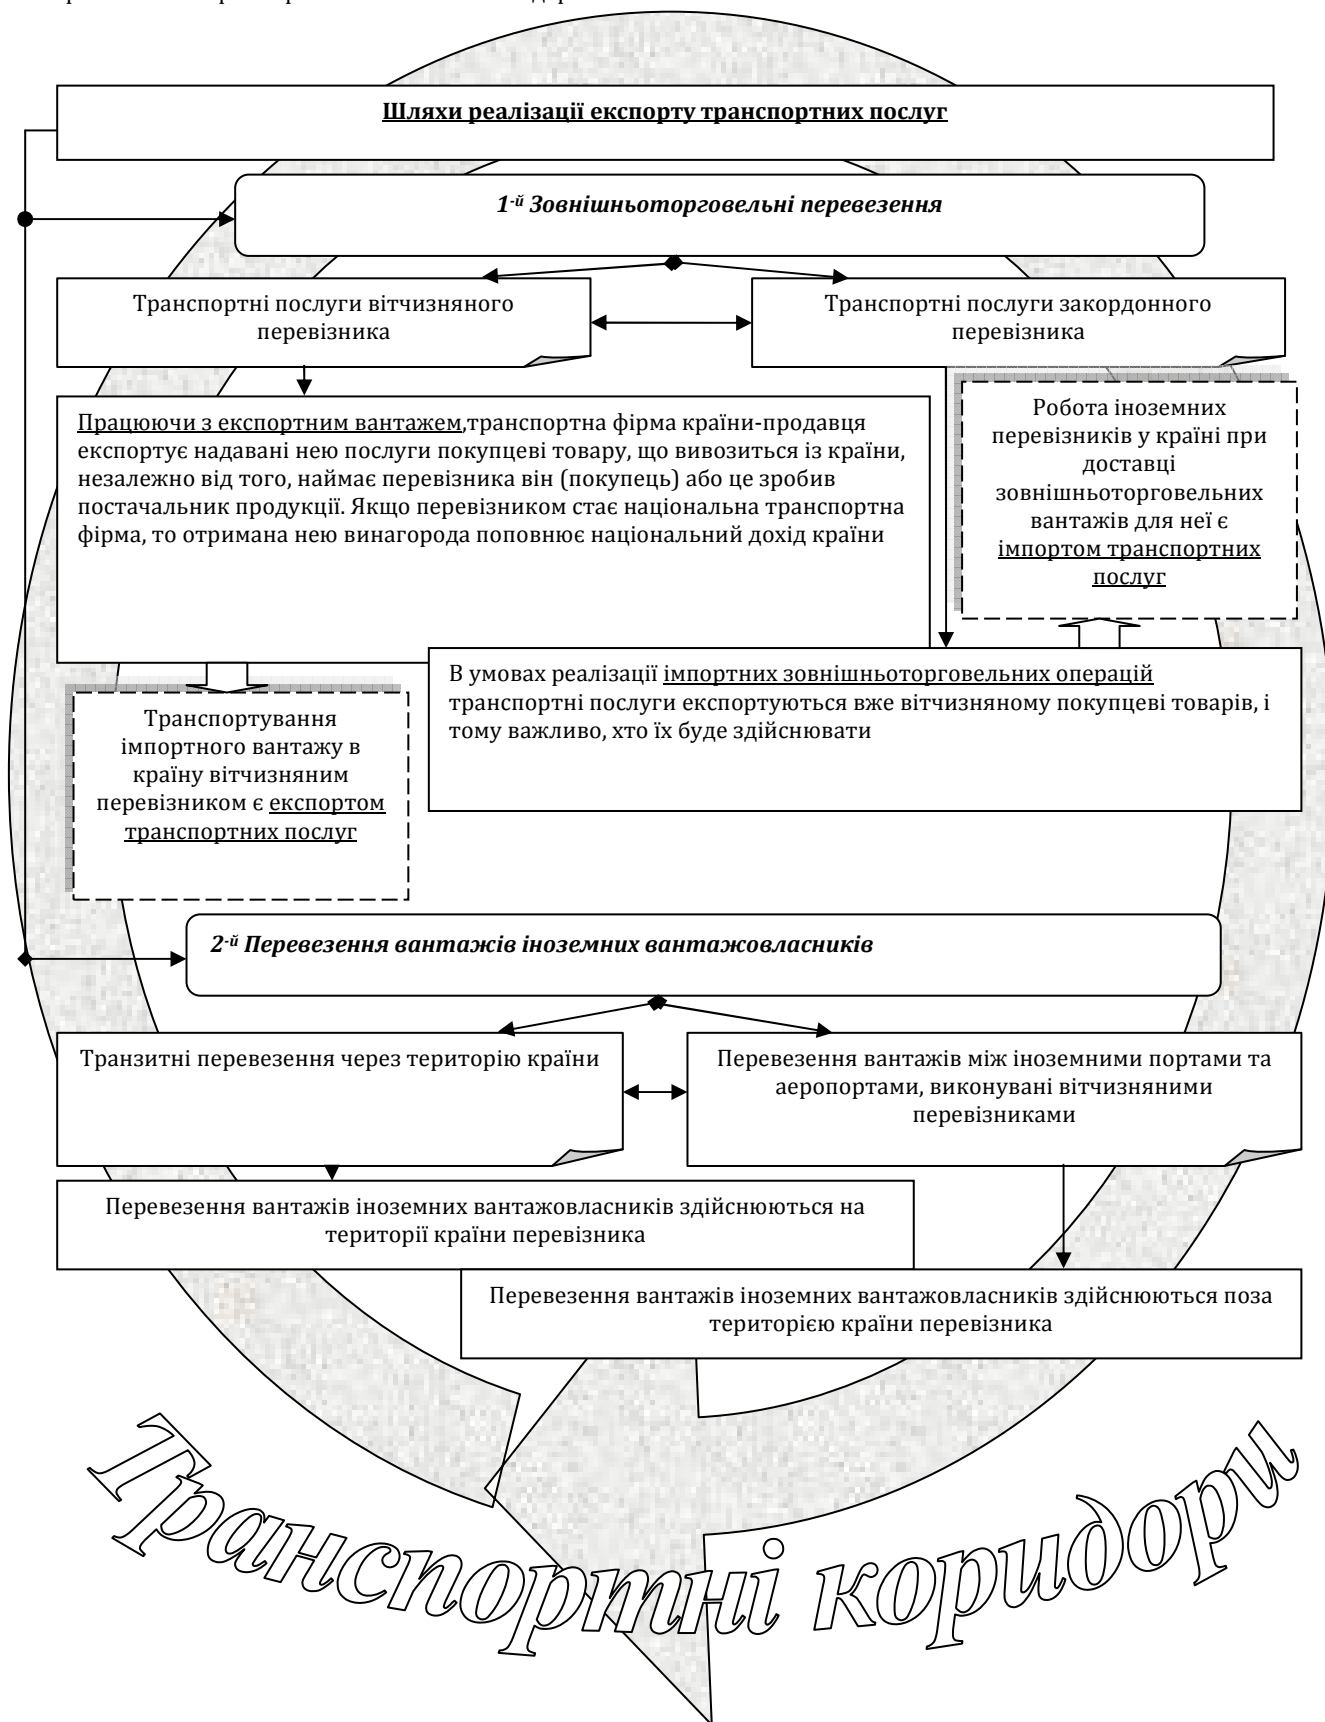 Шляхи реалізації експорту транспортних послуг
1-й Зовнішньоторговельні перевезення
Транспортні послуги вітчизняного
перевізника
Транспортні послуги закордонного
перевізника
Працюючи з експортним вантажем,транспортна фірма країни-продавця
експортує надавані нею послуги покупцеві товару, що вивозиться із країни,
незалежно від того, наймає перевізника він (покупець) або це зробив
постачальник продукції. Якщо перевізником стає національна транспортна
фірма, то отримана нею винагорода поповнює національний дохід країни
Робота іноземних
перевізників у країні при
доставці
зовнішньоторговельних
вантажів для неї є
імпортом транспортних
послуг
В умовах реалізації імпортних зовнішньоторговельних операцій
транспортні послуги експортуються вже вітчизняному покупцеві товарів, і
тому важливо, хто їх буде здійснювати
Транспортування
імпортного вантажу в
країну вітчизняним
перевізником є експортом
транспортних послуг
2-й Перевезення вантажів іноземних вантажовласників
Транзитні перевезення через територію країни
Перевезення вантажів між іноземними портами та
аеропортами, виконувані вітчизняними
перевізниками
Перевезення вантажів іноземних вантажовласників здійснюються на
території країни перевізника
Перевезення вантажів іноземних вантажовласників здійснюються поза
територією країни перевізника
Транспортні коридори